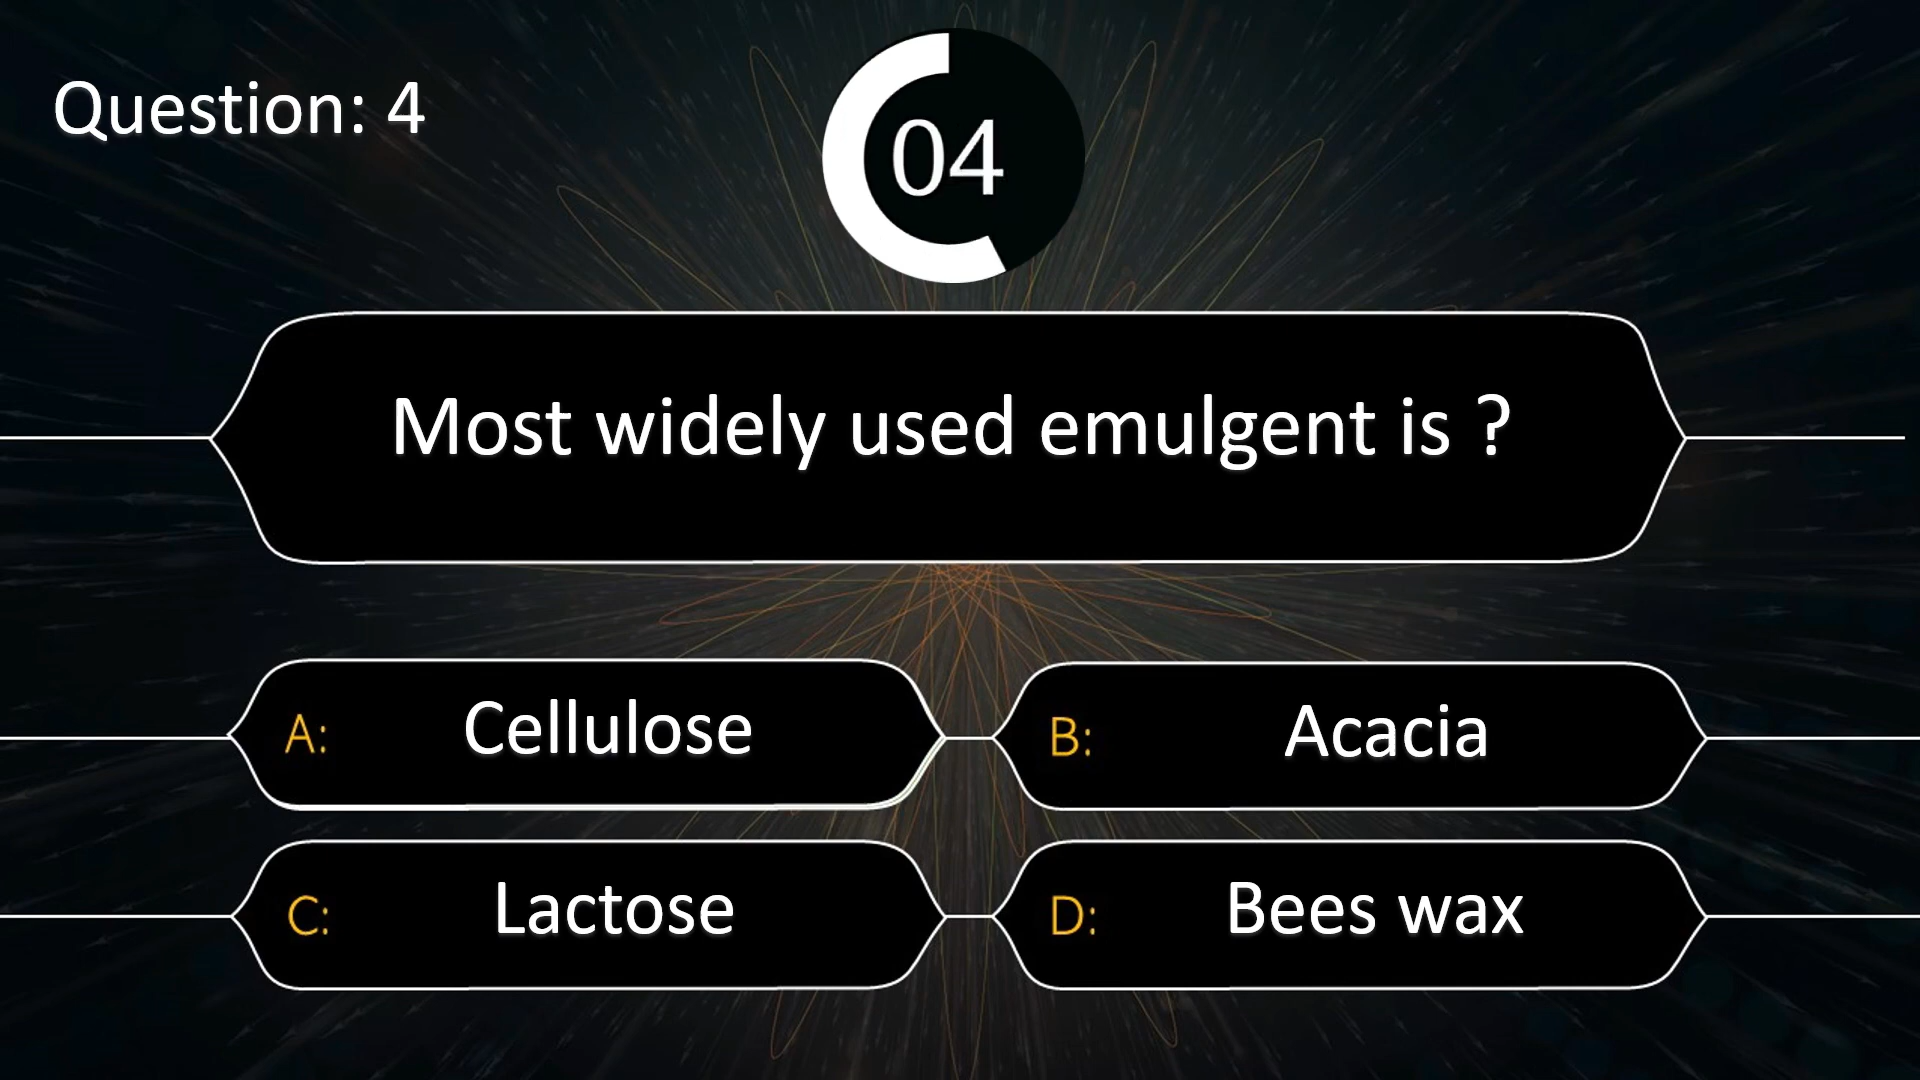 Question: 4
04
Most widely used emulgent is ?
A: Cellulose
B: Acacia
C: Lactose
D: Bees wax